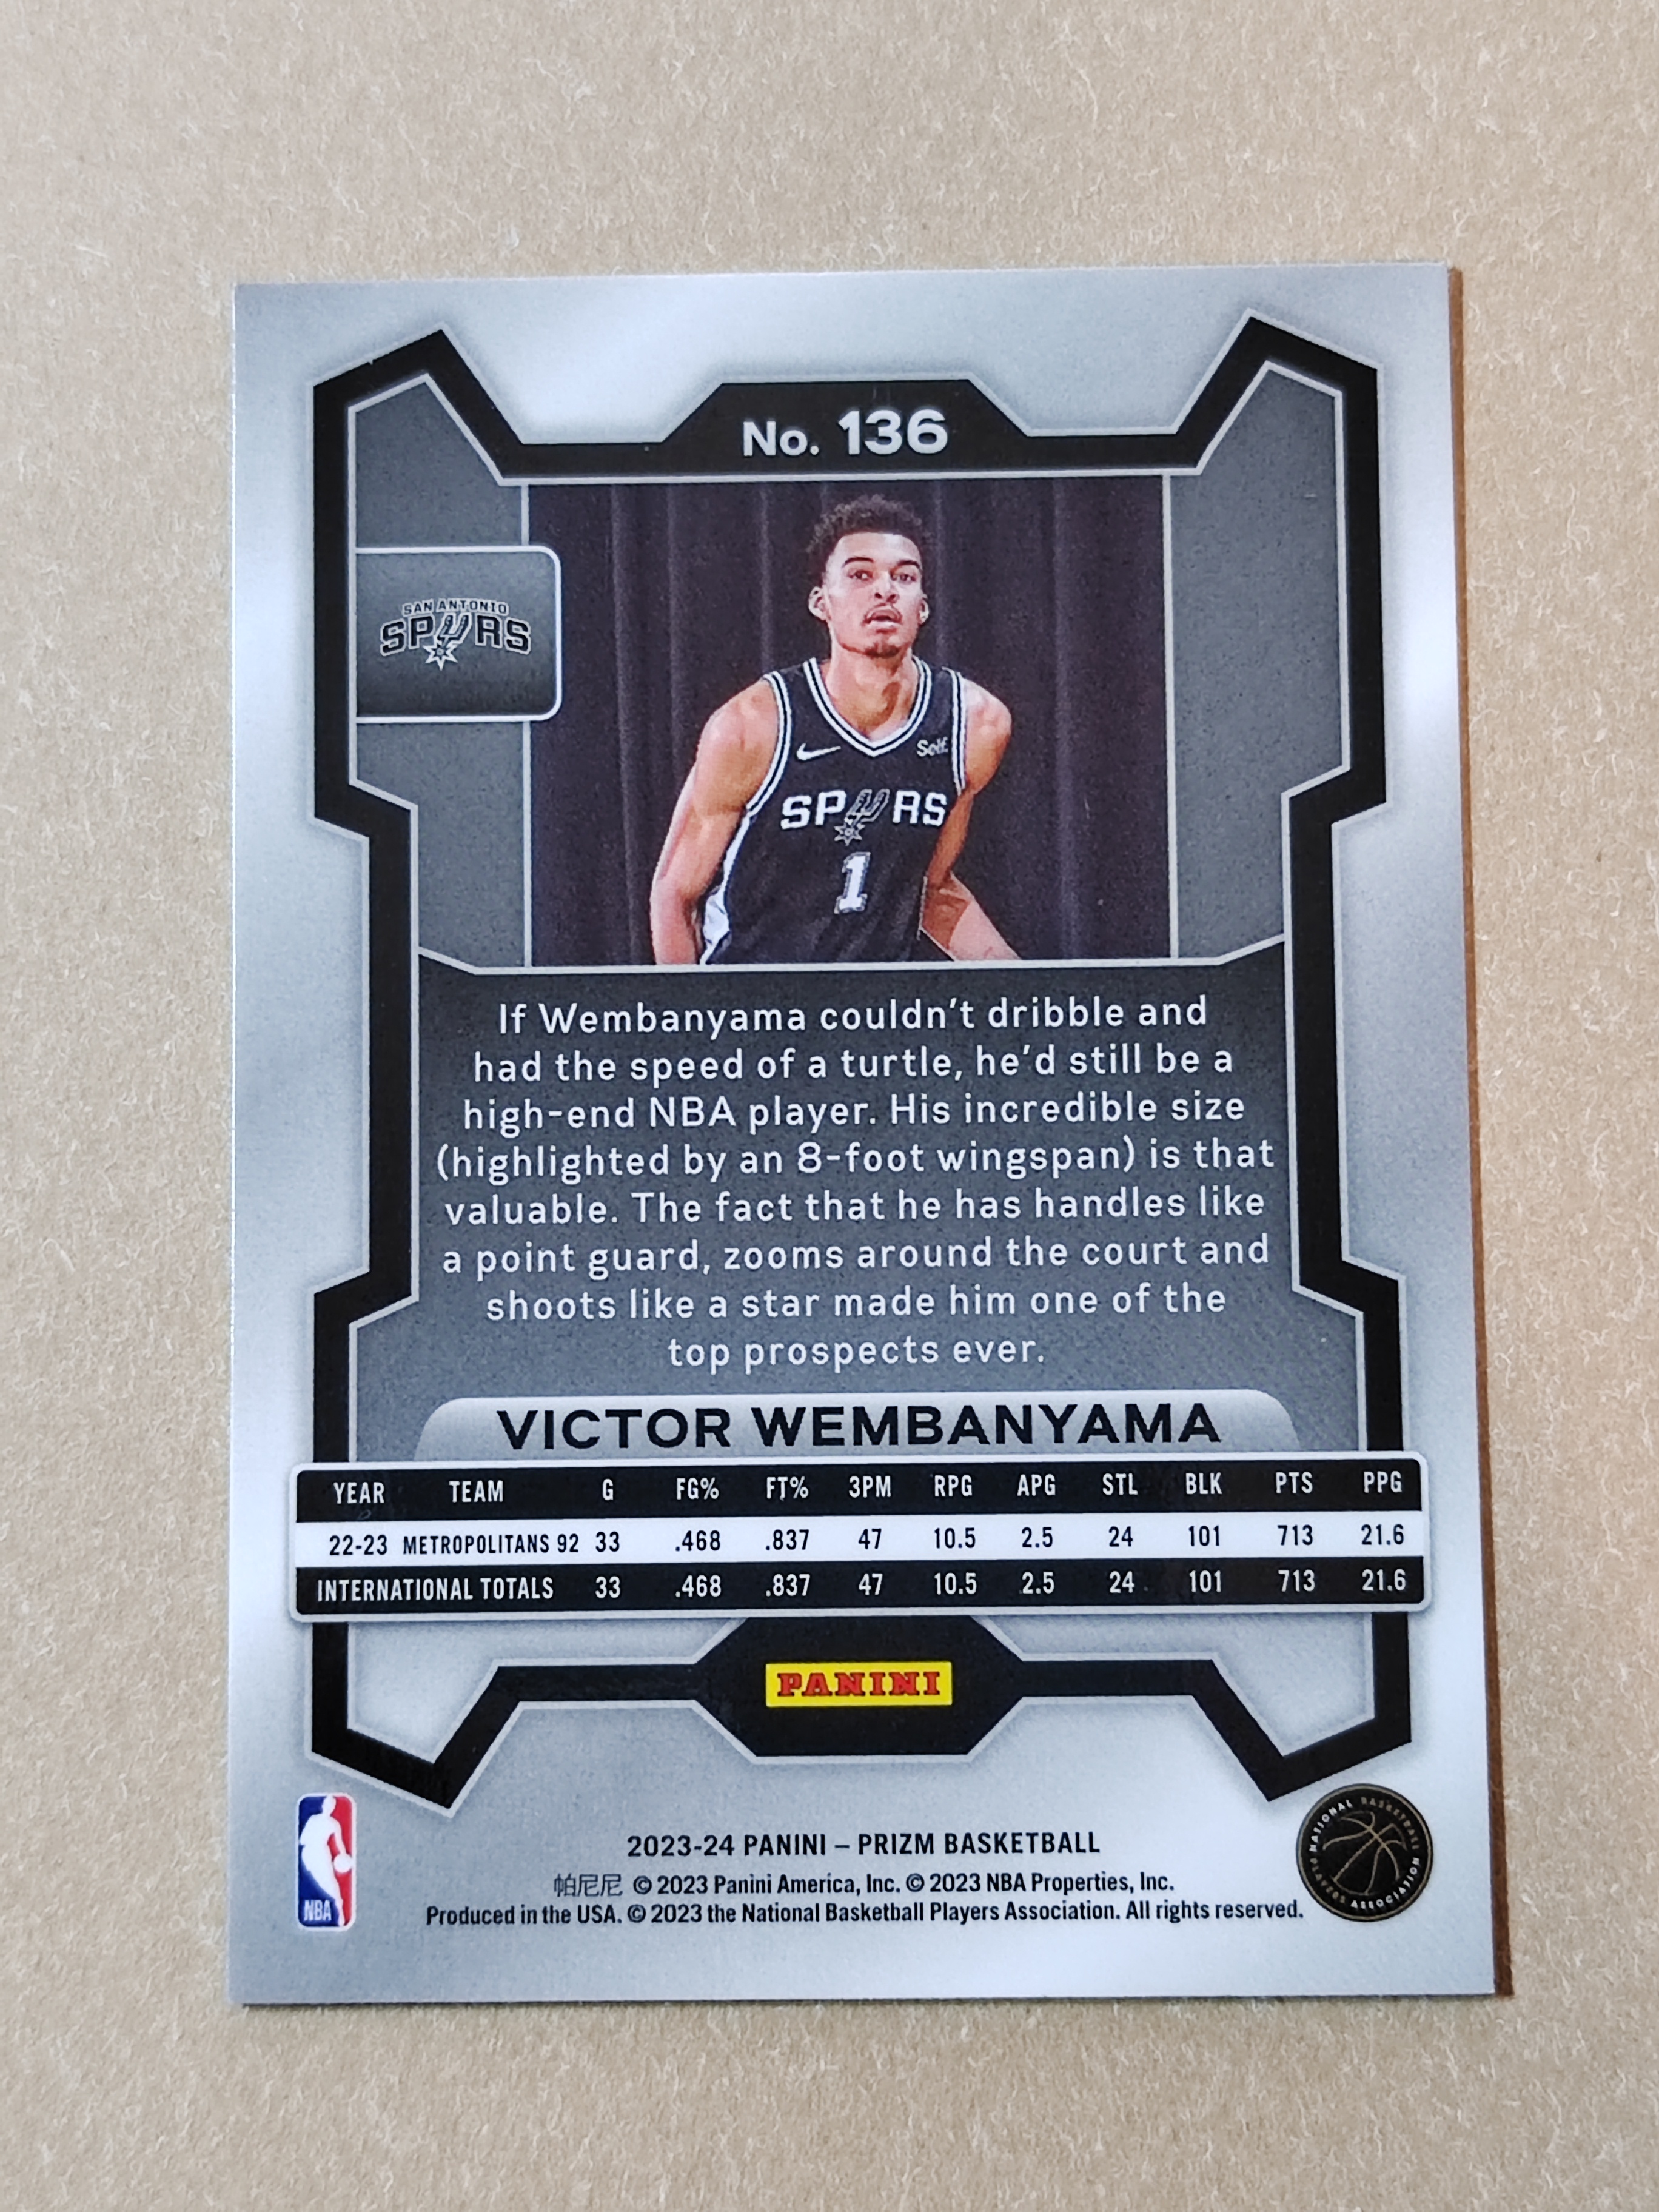 No. 136
SAN ANTONIO
SPURS
Self.
SPURS
1
If Wembanyama couldn't dribble and
had the speed of a turtle, he'd still be a
high-end NBA player. His incredible size
(highlighted by an 8-foot wingspan) is that
valuable. The fact that he has handles like
a point guard, zooms around the court and
shoots like a star made him one of the
top prospects ever.
VICTOR WEMBANYAMA
YEAR TEAM G FG% FT% 3PM RPG APG STL BLK PTS PPG
22-23 METROPOLITANS 92 33 .468 .837 47 10.5 2.5 24 101 713 21.6
INTERNATIONAL TOTALS 33 .468 .837 47 10.5 2.5 24 101 713 21.6
PANINI
NBA
2023-24 PANINI – PRIZM BASKETBALL
帕尼尼 © 2023 Panini America, Inc. © 2023 NBA Properties, Inc.
Produced in the USA. © 2023 the National Basketball Players Association. All rights reserved.
NATIONAL BASKETBALL PLAYERS ASSOCIATION